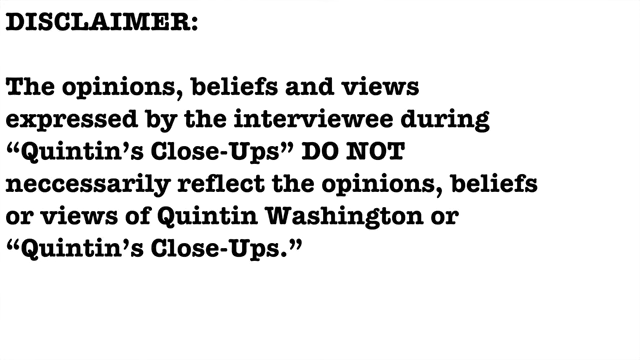 DISCLAIMER:
The opinions, beliefs and views
expressed by the interviewee during
“Quintin’s Close-Ups” DO NOT
neccessarily reflect the opinions, beliefs
or views of Quintin Washington or
“Quintin’s Close-Ups.”